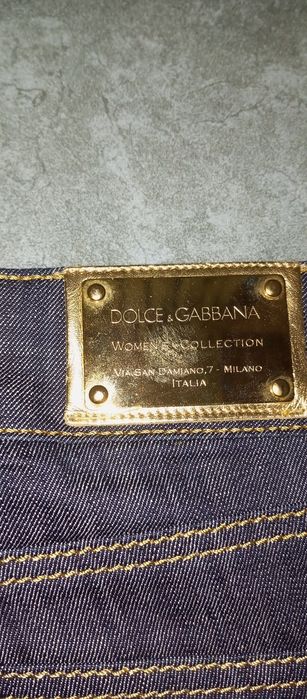 DOLCE & GABBANA
WOMEN'S COLLECTION
VIA SAN DAMIANO,7 - MILANO
ITALIA